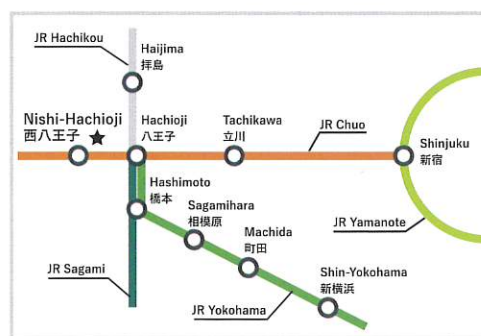 JR Hachikou
Haijima
拝島
Nishi-Hachioji
西八王子
Hachioji
八王子
Tachikawa
立川
JR Chuo
Shinjuku
新宿
Hashimoto
橋本
Sagamihara
相模原
JR Yamanote
Machida
町田
JR Sagami
Shin-Yokohama
新横浜
JR Yokohama